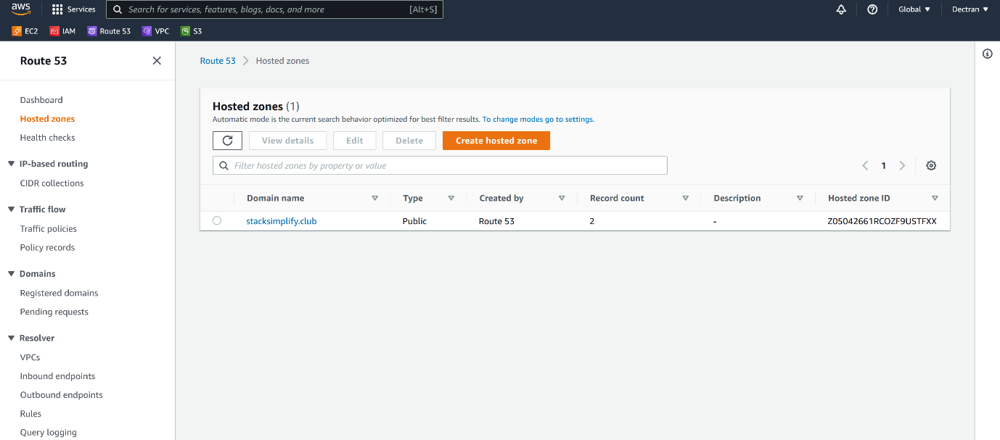 aws
Services
Search for services, features, blogs, docs, and more
[Alt+S]
Global
Dectran
EC2
IAM
Route 53
VPC
S3
Route 53
Dashboard
Hosted zones
Health checks
IP-based routing
CIDR collections
Traffic flow
Traffic policies
Policy records
Domains
Registered domains
Pending requests
Resolver
VPCs
Inbound endpoints
Outbound endpoints
Rules
Query logging
Route 53 > Hosted zones
Hosted zones (1)
Automatic mode is the current search behavior optimized for best filter results. To change modes go to settings.
View details
Edit
Delete
Create hosted zone
Filter hosted zones by property or value
1
Domain name Type Created by Record count Description Hosted zone ID
stacksimplify.club Public Route 53 2 - Z05042661RCOZF9USTFXX